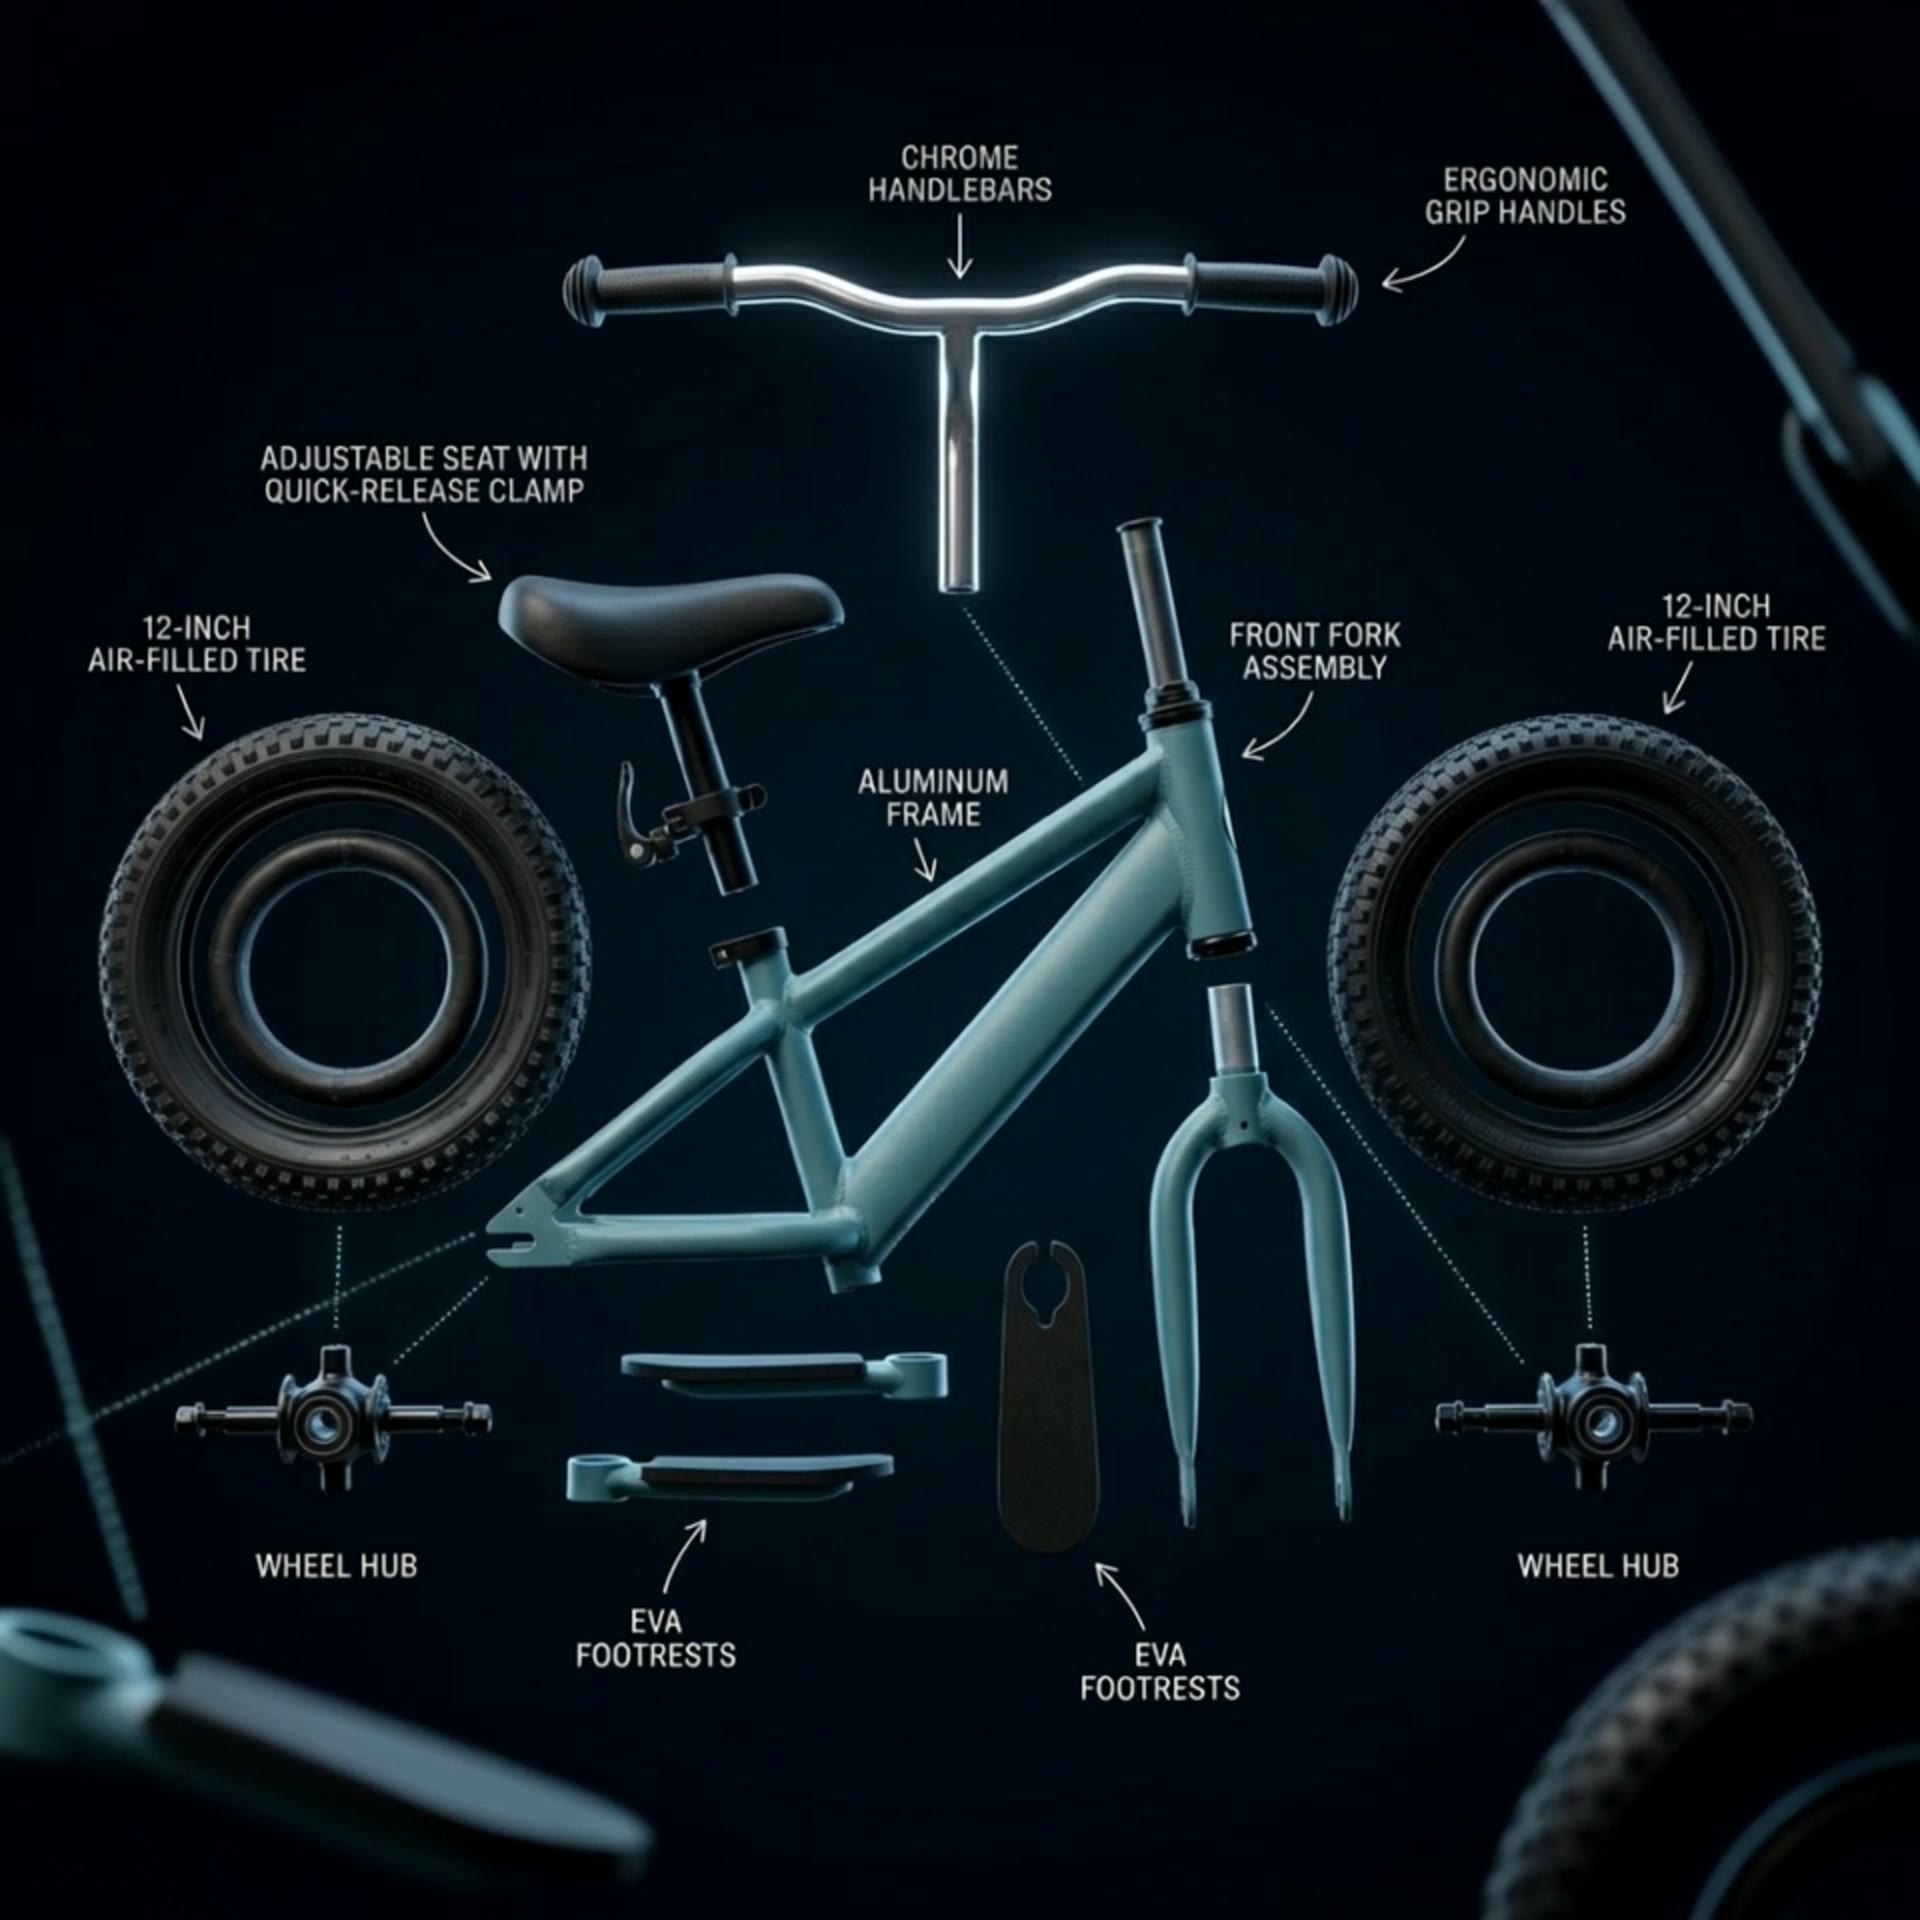 CHROME
HANDLEBARS
ERGONOMIC
GRIP HANDLES
ADJUSTABLE SEAT WITH
QUICK-RELEASE CLAMP
12-INCH
AIR-FILLED TIRE
FRONT FORK
ASSEMBLY
12-INCH
AIR-FILLED TIRE
ALUMINUM
FRAME
WHEEL HUB
WHEEL HUB
EVA
FOOTRESTS
EVA
FOOTRESTS